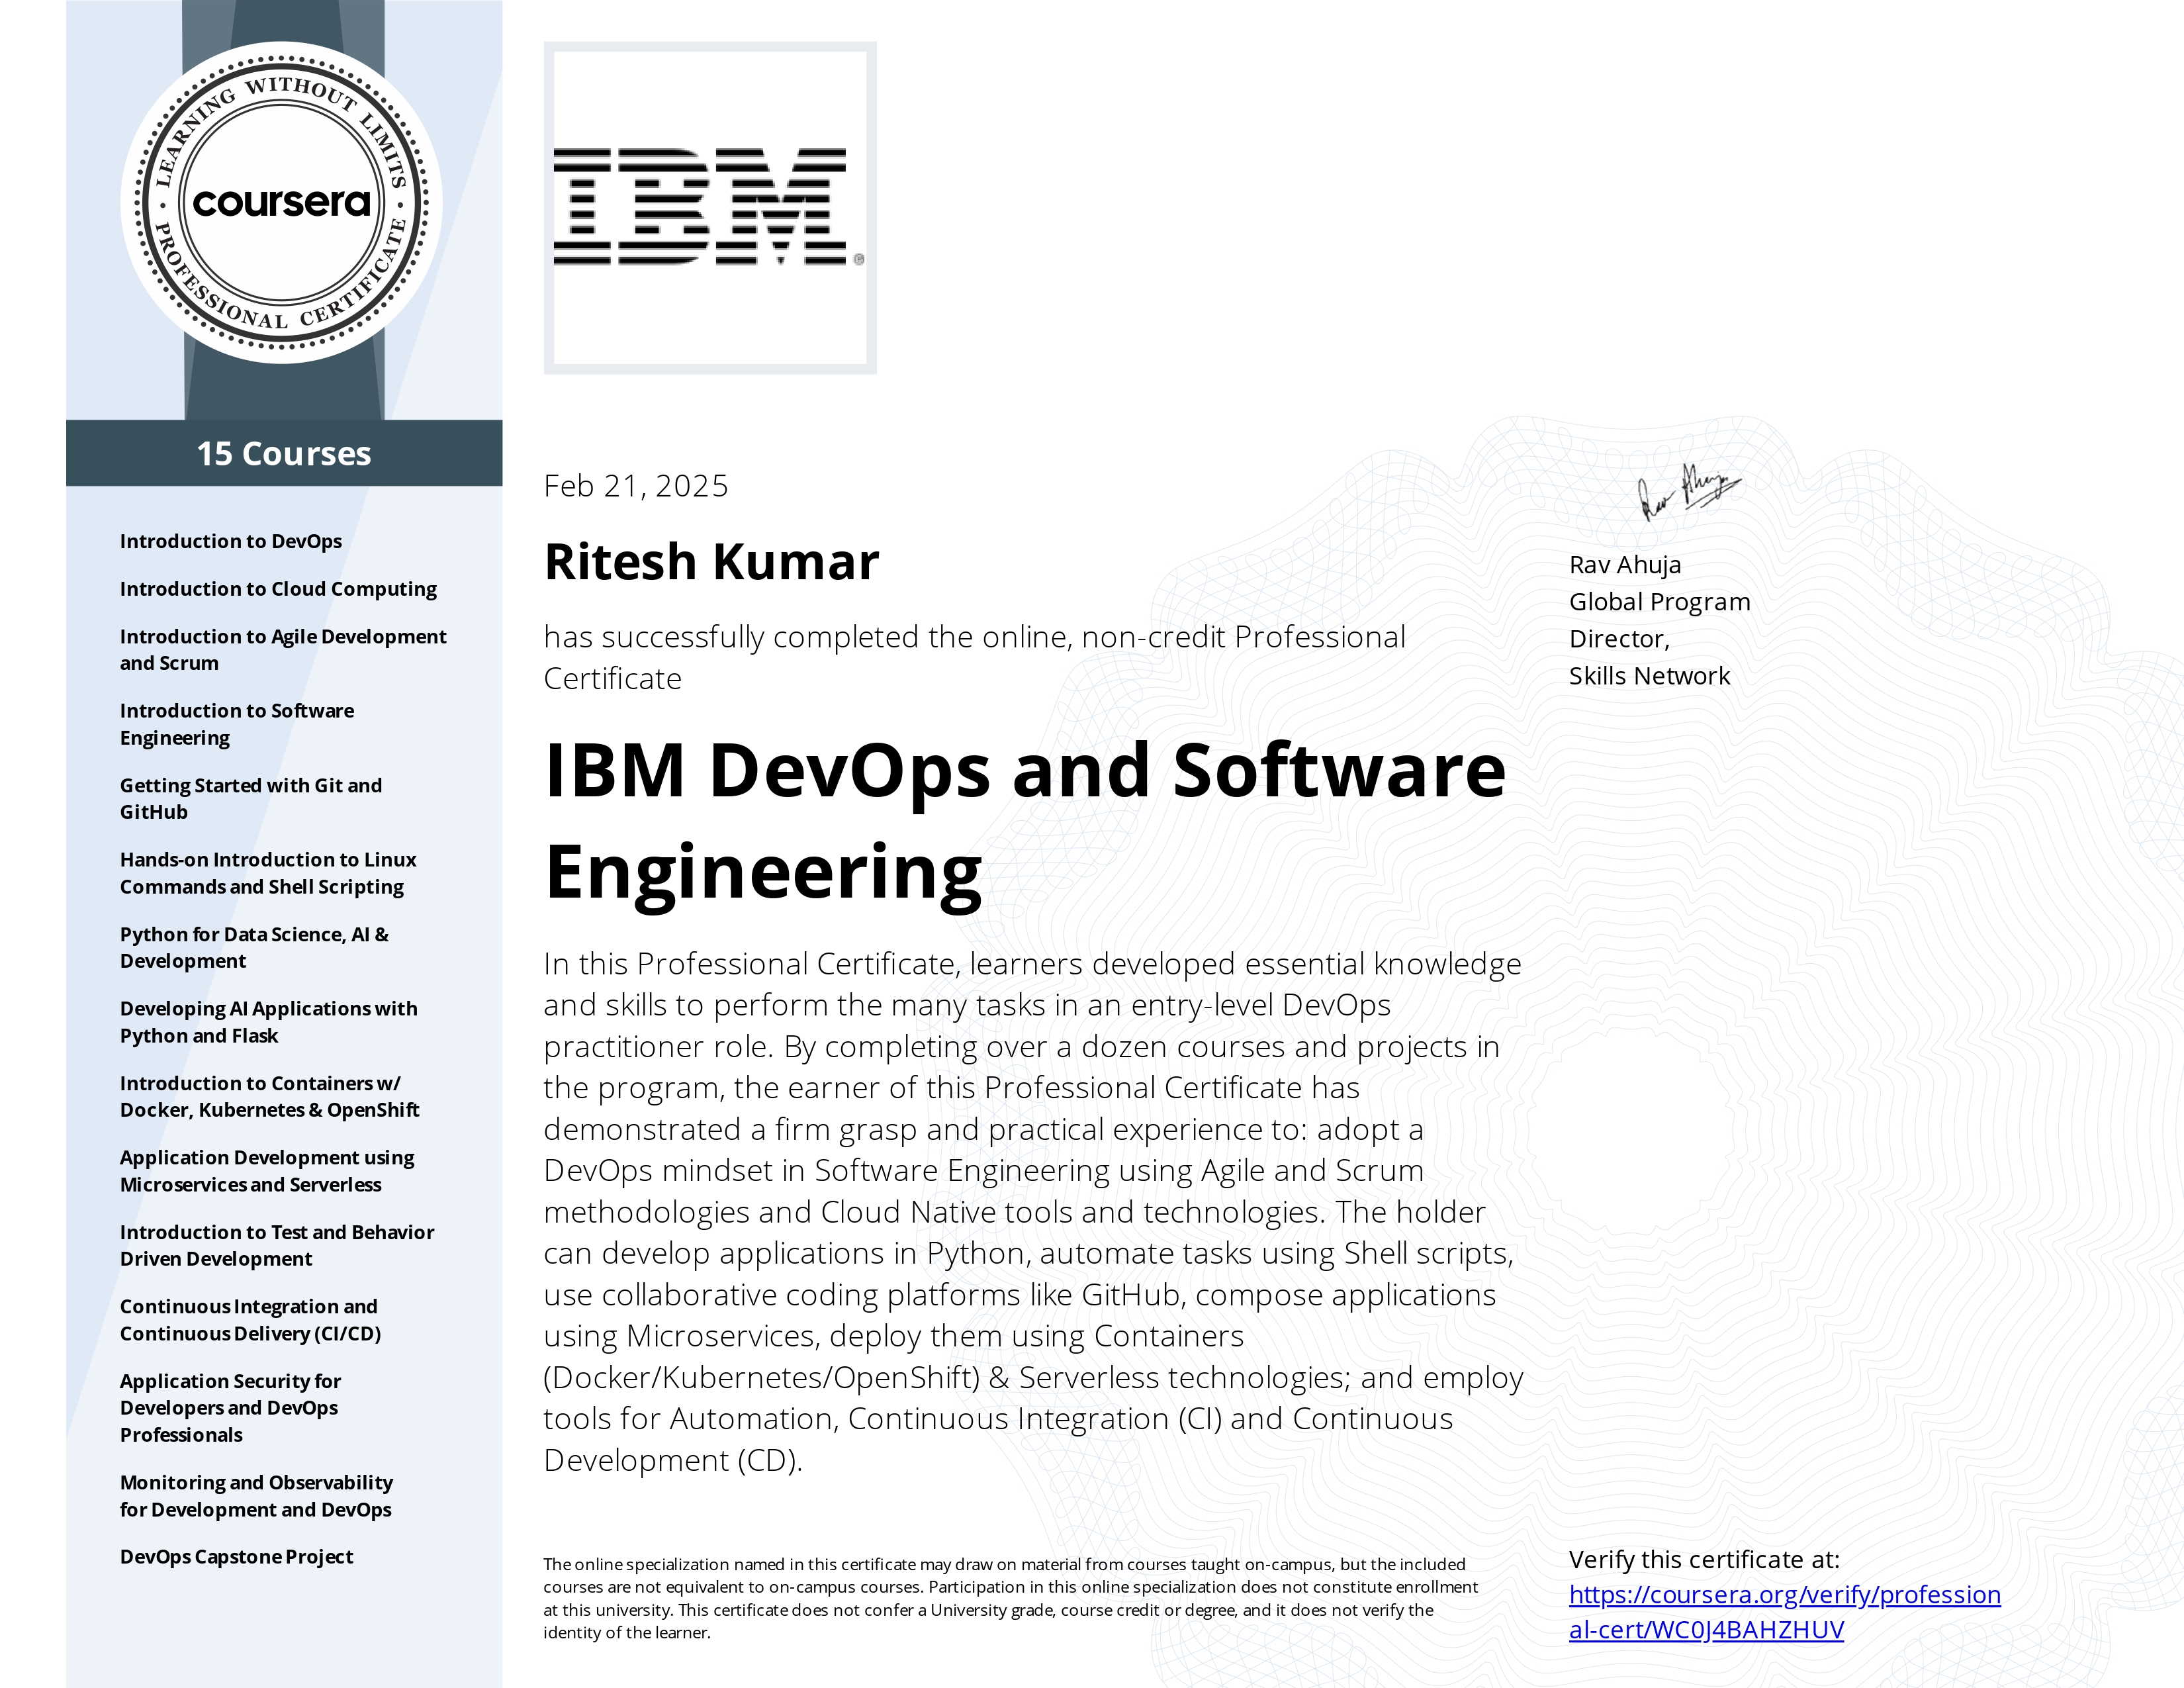 LEARNING WITHOUT LIMITS
coursera
PROFESSIONAL CERTIFICATE
15 Courses
Introduction to DevOps
Introduction to Cloud Computing
Introduction to Agile Development
and Scrum
Introduction to Software
Engineering
Getting Started with Git and
GitHub
Hands-on Introduction to Linux
Commands and Shell Scripting
Python for Data Science, AI &
Development
Developing AI Applications with
Python and Flask
Introduction to Containers w/
Docker, Kubernetes & OpenShift
Application Development using
Microservices and Serverless
Introduction to Test and Behavior
Driven Development
Continuous Integration and
Continuous Delivery (CI/CD)
Application Security for
Developers and DevOps
Professionals
Monitoring and Observability
for Development and DevOps
DevOps Capstone Project
IBM®
Feb 21, 2025
Ritesh Kumar
has successfully completed the online, non-credit Professional
Certificate
IBM DevOps and Software
Engineering
In this Professional Certificate, learners developed essential knowledge
and skills to perform the many tasks in an entry-level DevOps
practitioner role. By completing over a dozen courses and projects in
the program, the earner of this Professional Certificate has
demonstrated a firm grasp and practical experience to: adopt a
DevOps mindset in Software Engineering using Agile and Scrum
methodologies and Cloud Native tools and technologies. The holder
can develop applications in Python, automate tasks using Shell scripts,
use collaborative coding platforms like GitHub, compose applications
using Microservices, deploy them using Containers
(Docker/Kubernetes/OpenShift) & Serverless technologies; and employ
tools for Automation, Continuous Integration (CI) and Continuous
Development (CD).
The online specialization named in this certificate may draw on material from courses taught on-campus, but the included
courses are not equivalent to on-campus courses. Participation in this online specialization does not constitute enrollment
at this university. This certificate does not confer a University grade, course credit or degree, and it does not verify the
identity of the learner.
Rav Ahuja
Rav Ahuja
Global Program
Director,
Skills Network
Verify this certificate at:
https://coursera.org/verify/profession
al-cert/WC0J4BAHZHUV